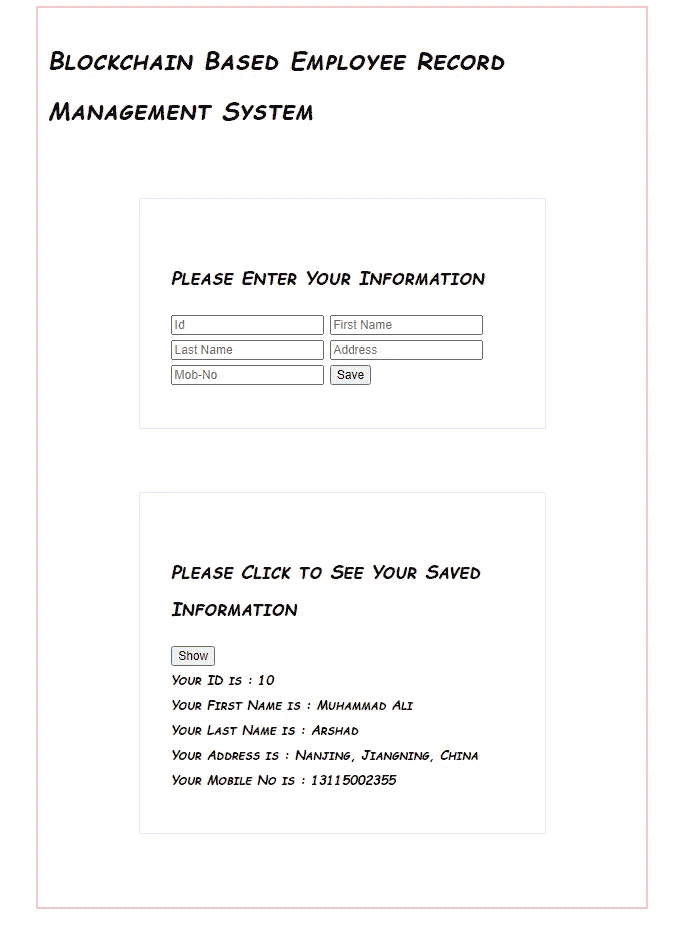 Blockchain Based Employee Record
Management System
Please Enter Your Information
Id First Name
Last Name Address
Mob-No Save
Please Click to See Your Saved
Information
Show
Your ID is : 10
Your First Name is : Muhammad Ali
Your Last Name is : Arshad
Your Address is : Nanjing, Jiangning, China
Your Mobile No is : 13115002355